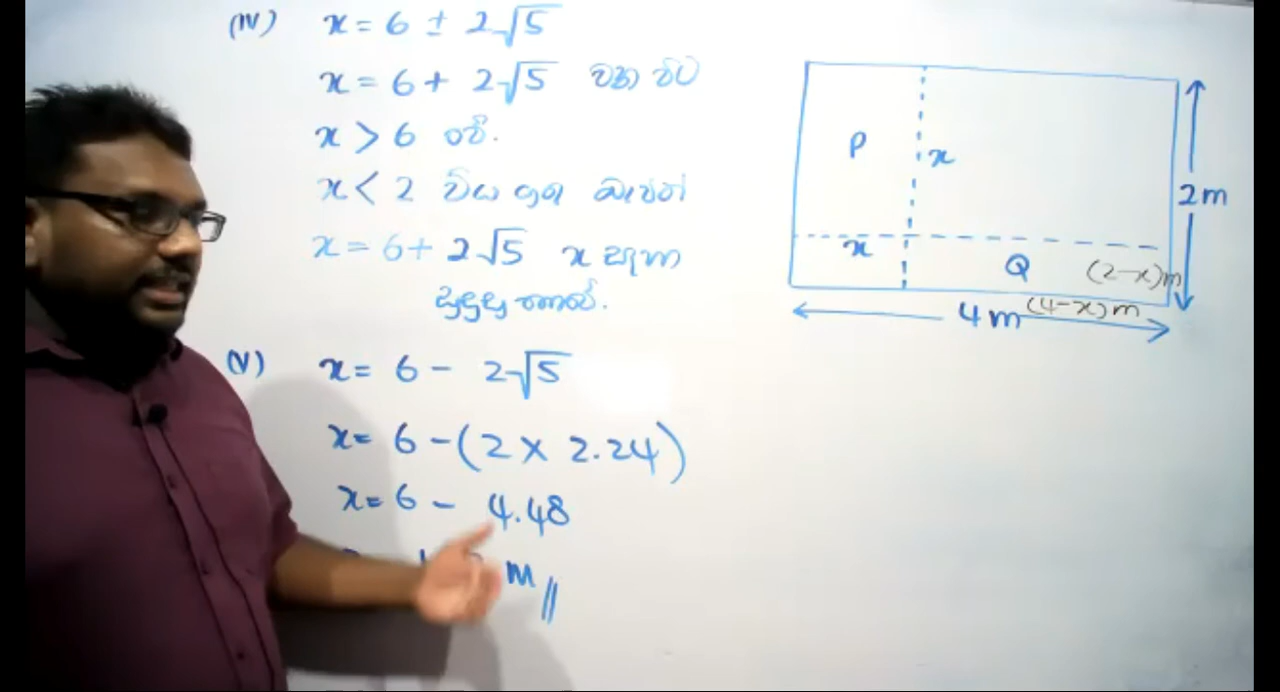 (IV) x = 6 ± 2√5
x = 6 + 2√5 වන විට
x > 6 වේ.
x < 2 විය යුතු බැවින්
x = 6 + 2√5 x සඳහා
සුදුසු නොවේ.
(V) x = 6 - 2√5
x = 6 - (2 × 2.24)
x = 6 - 4.48
m //
P
x
2m
x
Q
(2-x)m
(4-x)m
4m